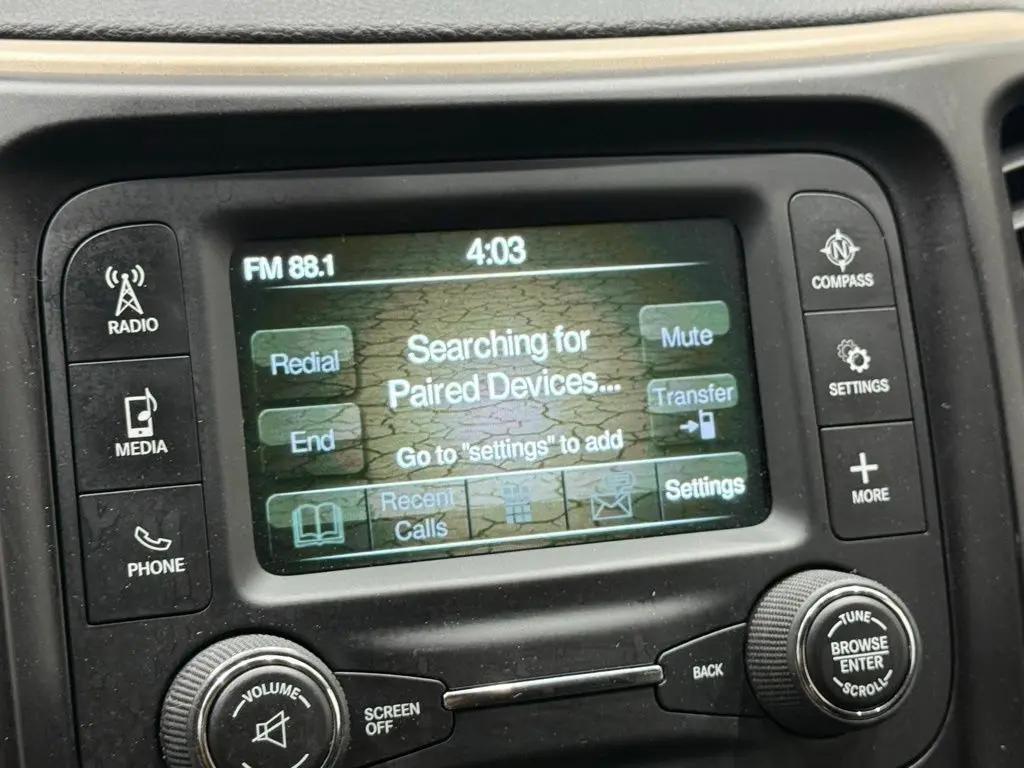 FM 88.1
4:03
RADIO
MEDIA
PHONE
Redial
End
Searching for
Paired Devices...
Go to "settings" to add
Mute
Transfer
Recent
Calls
Settings
N
COMPASS
SETTINGS
MORE
VOLUME
SCREEN
OFF
BACK
TUNE
BROWSE
ENTER
SCROLL